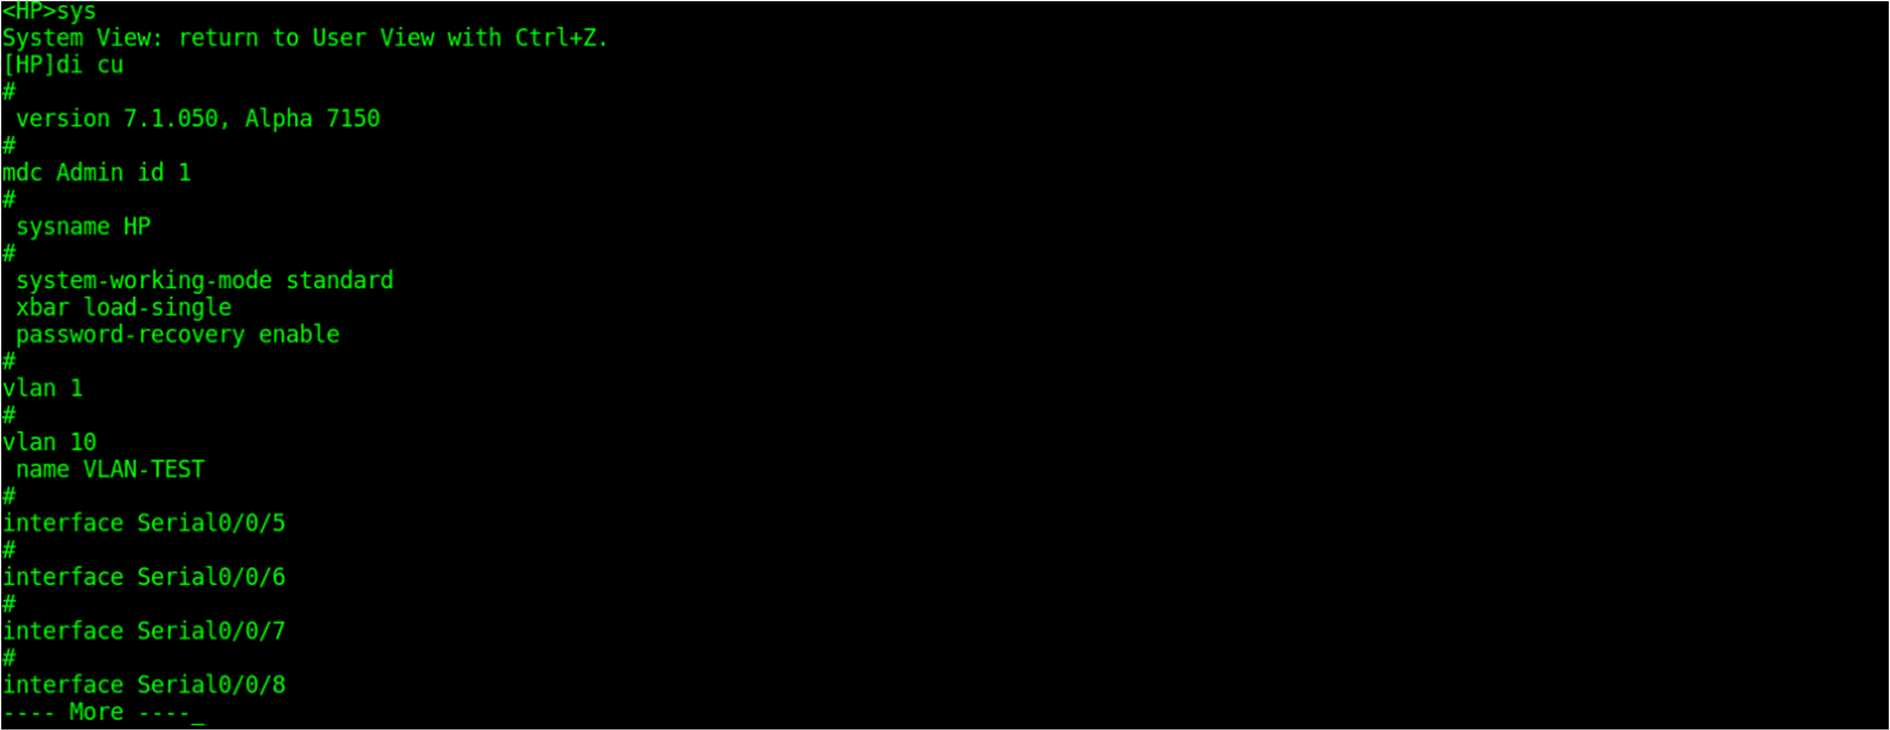 <HP>sys
System View: return to User View with Ctrl+Z.
[HP]di cu
#
 version 7.1.050, Alpha 7150
#
mdc Admin id 1
#
 sysname HP
#
 system-working-mode standard
 xbar load-single
 password-recovery enable
#
vlan 1
#
vlan 10
 name VLAN-TEST
#
interface Serial0/0/5
#
interface Serial0/0/6
#
interface Serial0/0/7
#
interface Serial0/0/8
---- More ----_